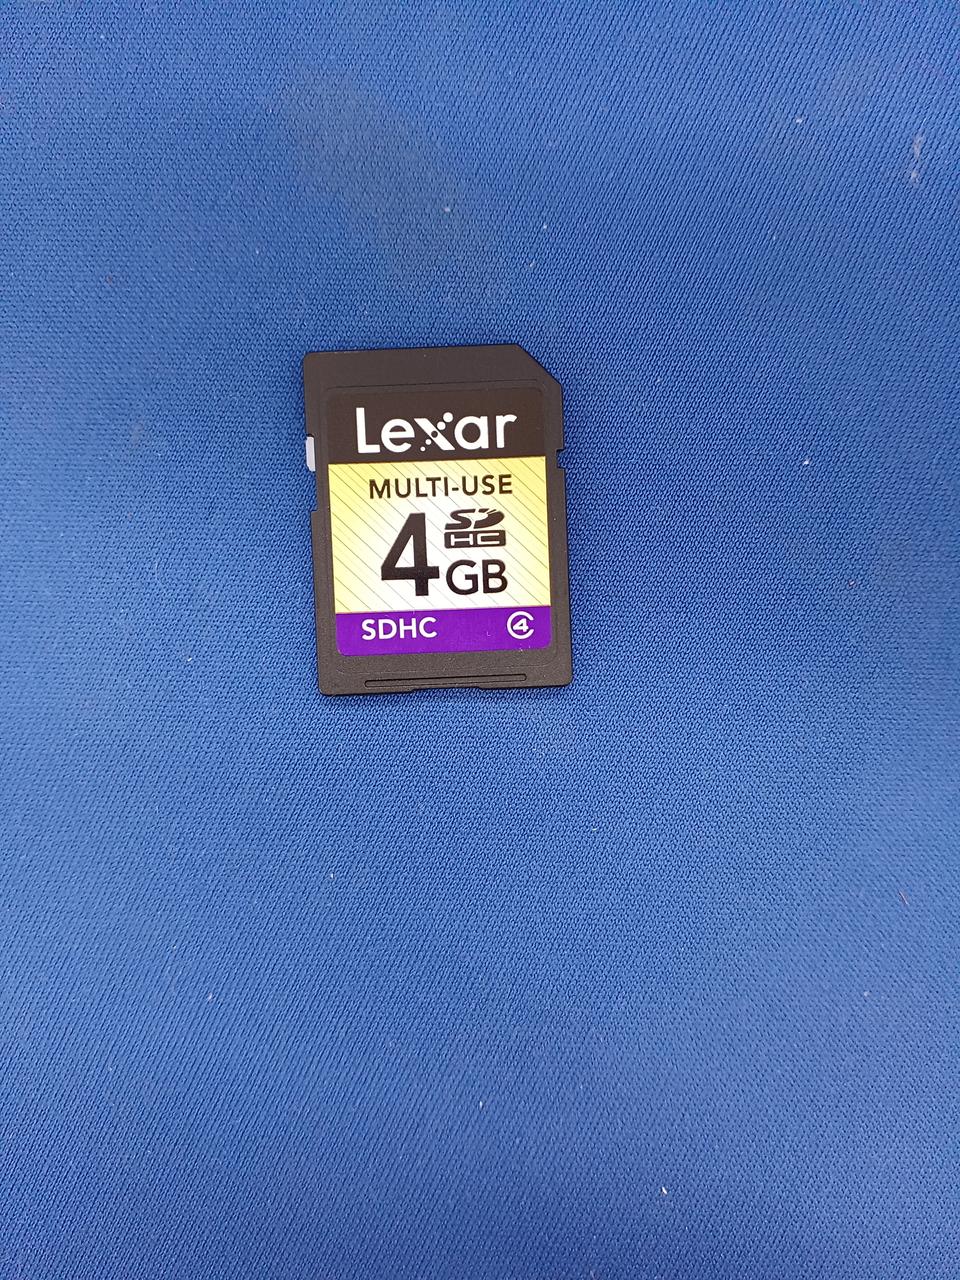 Lexar
MULTI-USE
4GB
SD
HC
SDHC 4